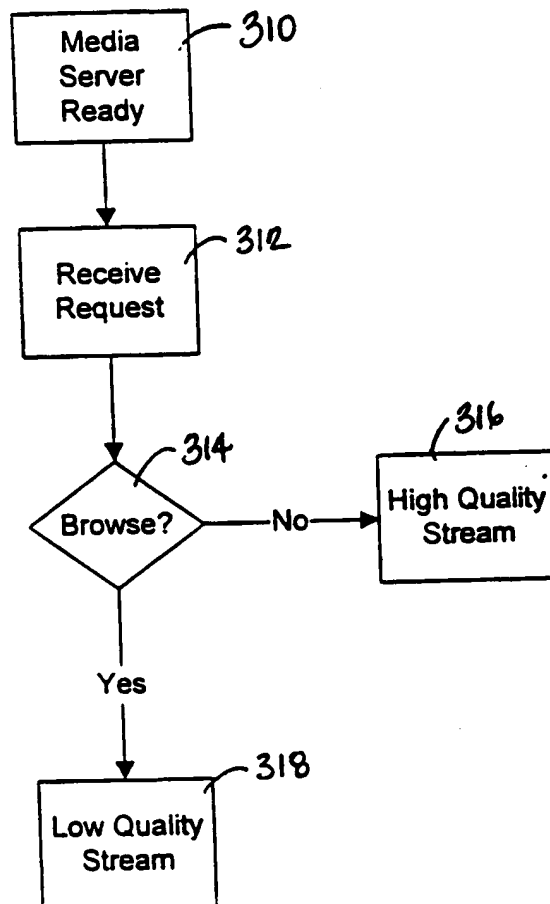 310
Media
Server
Ready
312
Receive
Request
314
Browse?
No
316
High Quality
Stream
Yes
318
Low Quality
Stream